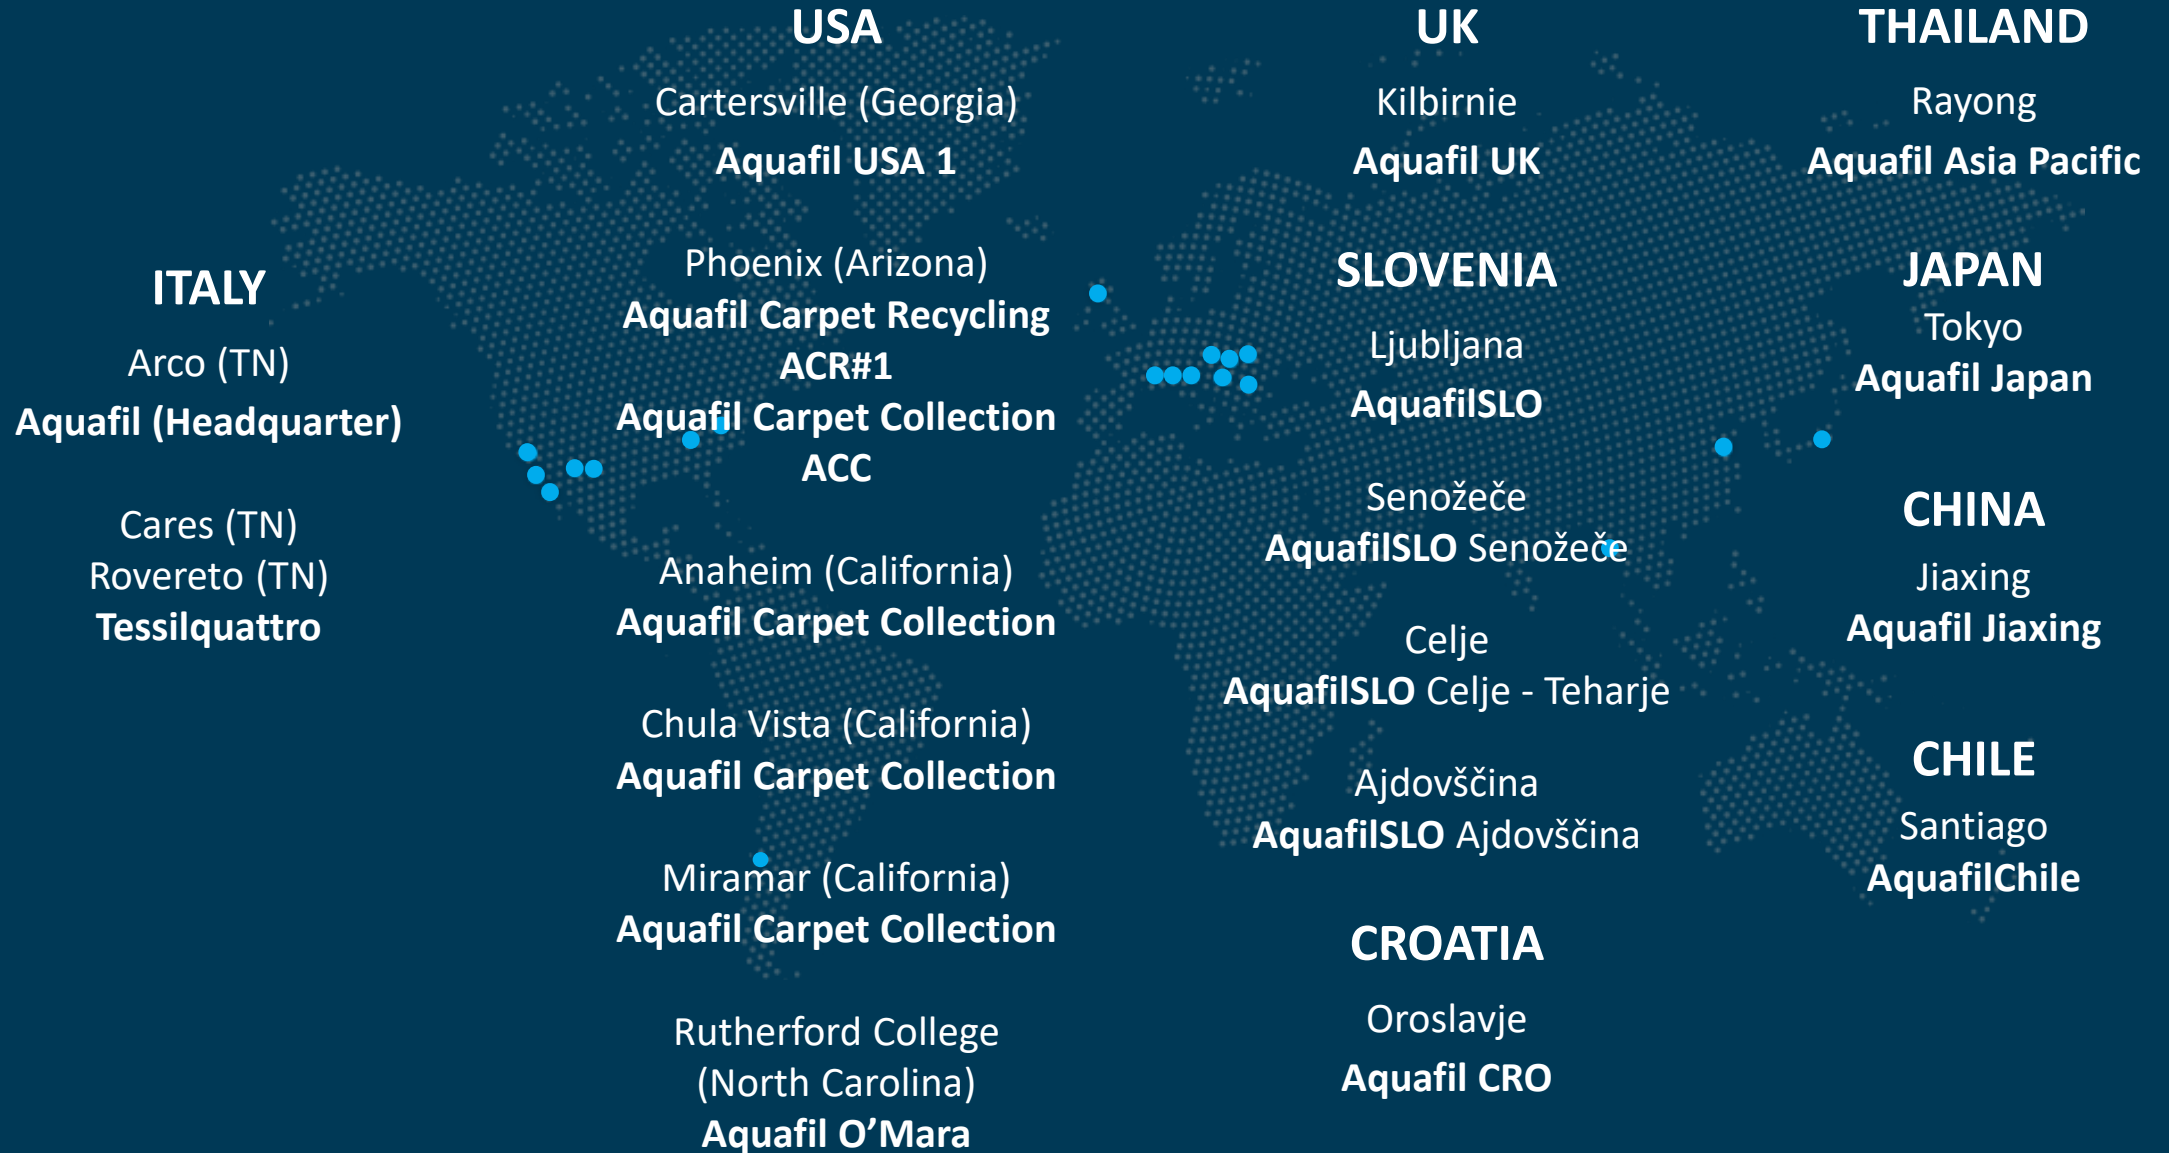 ITALY
Arco (TN)
Aquafil (Headquarter)
Cares (TN)
Rovereto (TN)
Tessilquattro
USA
Cartersville (Georgia)
Aquafil USA 1
Phoenix (Arizona)
Aquafil Carpet Recycling
ACR#1
Aquafil Carpet Collection
ACC
Anaheim (California)
Aquafil Carpet Collection
Chula Vista (California)
Aquafil Carpet Collection
Miramar (California)
Aquafil Carpet Collection
Rutherford College
(North Carolina)
Aquafil O’Mara
UK
Kilbirnie
Aquafil UK
SLOVENIA
Ljubljana
AquafilSLO
Senožeče
AquafilSLO Senožeče
Celje
AquafilSLO Celje - Teharje
Ajdovščina
AquafilSLO Ajdovščina
CROATIA
Oroslavje
Aquafil CRO
THAILAND
Rayong
Aquafil Asia Pacific
JAPAN
Tokyo
Aquafil Japan
CHINA
Jiaxing
Aquafil Jiaxing
CHILE
Santiago
AquafilChile